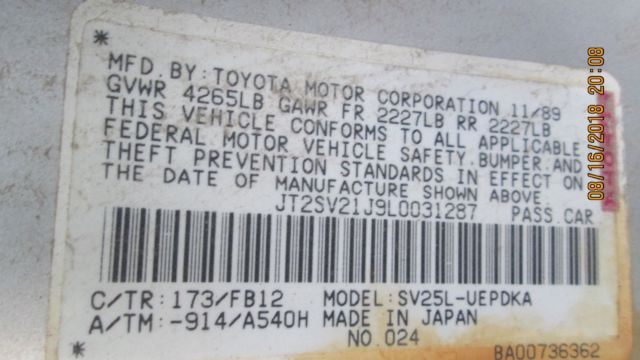 MFD. BY: TOYOTA MOTOR CORPORATION 11/89
GVWR 4265LB GAWR FR 2227LB RR 2227LB
THIS VEHICLE CONFORMS TO ALL APPLICABLE
FEDERAL MOTOR VEHICLE SAFETY. BUMPER. AND
THEFT PREVENTION STANDARDS IN EFFECT ON
THE DATE OF MANUFACTURE SHOWN ABOVE.
JT2SV21J9L0031287 PASS. CAR
C/TR: 173/FB12 MODEL: SV25L-UEPDKA
A/TM: -914/A540H MADE IN JAPAN
NO. 024
BA00736362
08/16/2018 20:08